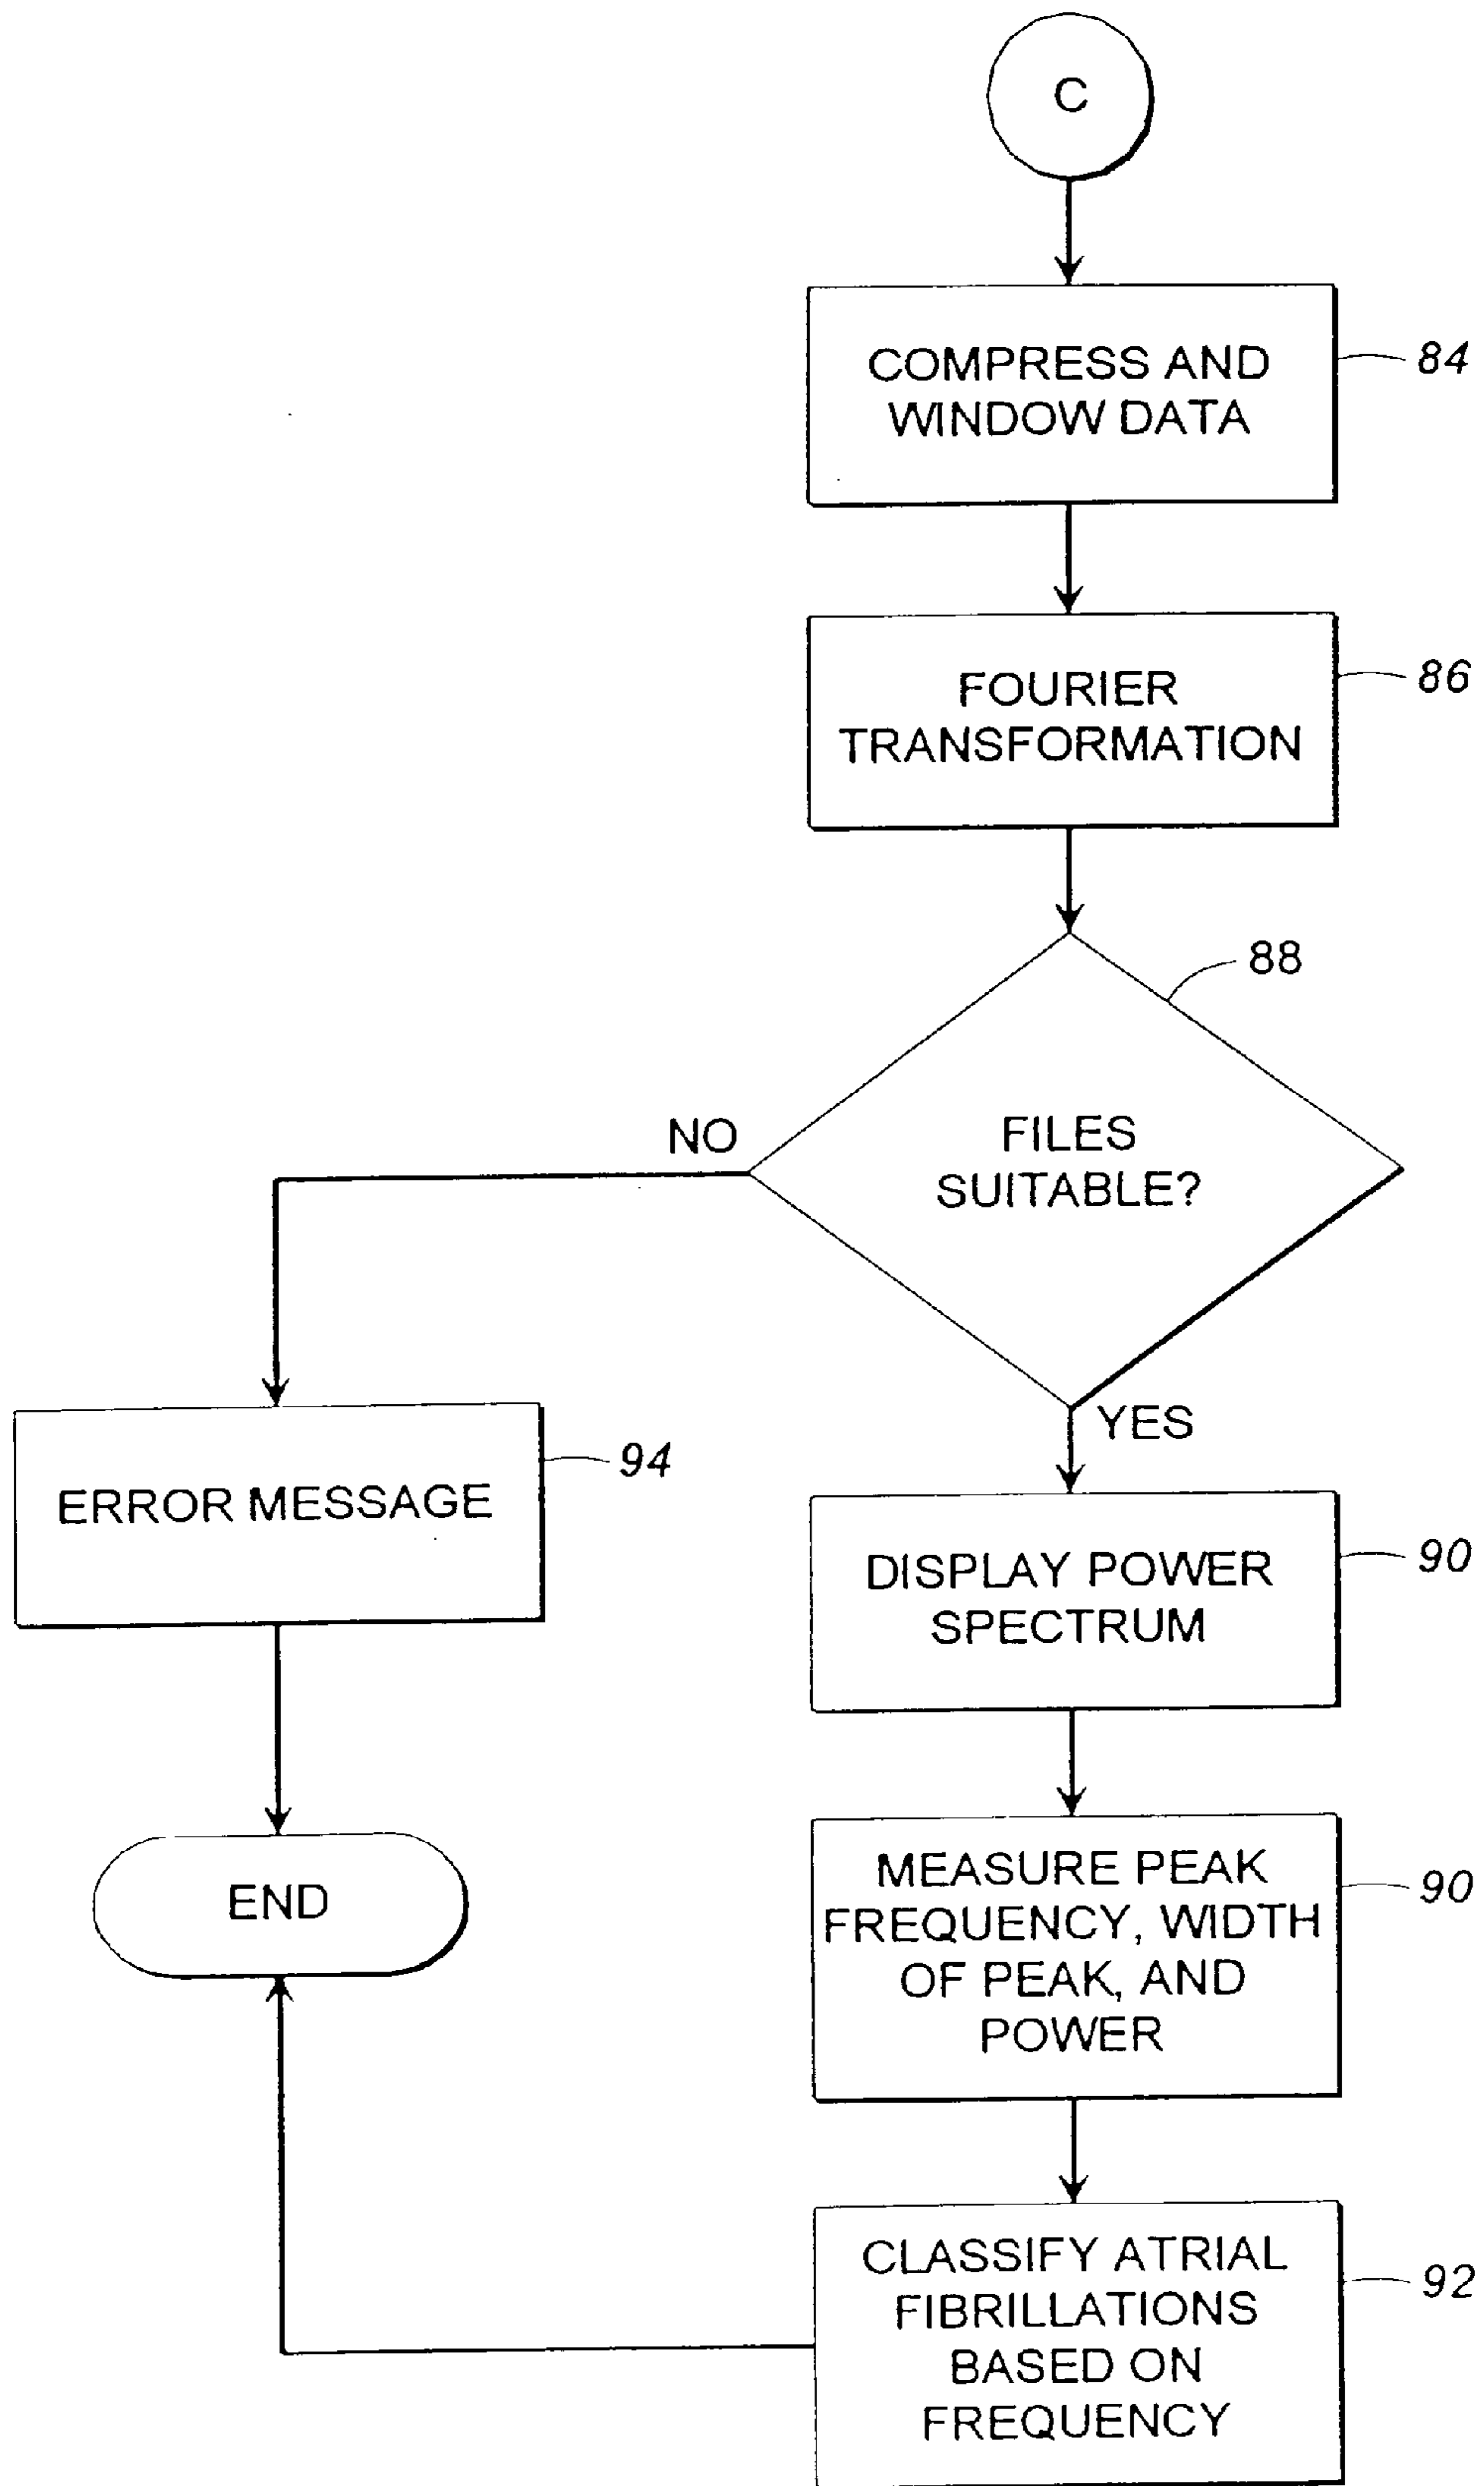 C
COMPRESS AND
WINDOW DATA
84
FOURIER
TRANSFORMATION
86
88
FILES
SUITABLE?
NO
YES
ERROR MESSAGE
94
DISPLAY POWER
SPECTRUM
90
END
MEASURE PEAK
FREQUENCY, WIDTH
OF PEAK, AND
POWER
90
CLASSIFY ATRIAL
FIBRILLATIONS
BASED ON
FREQUENCY
92